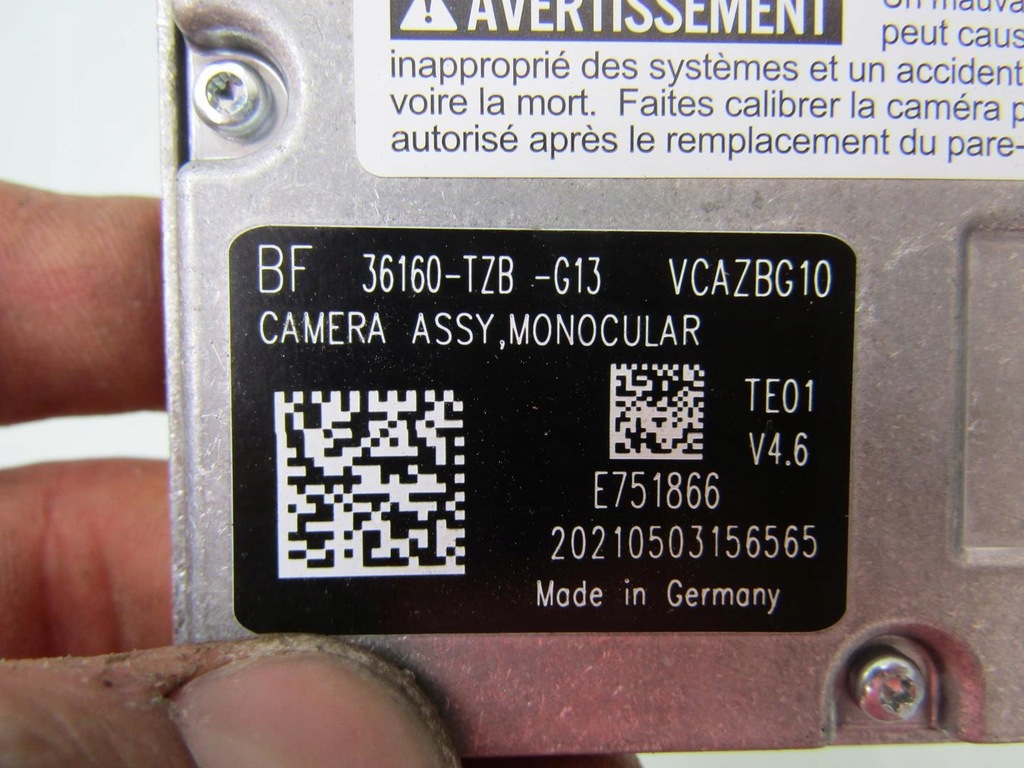 AVERTISSEMENT
peut caus
inapproprié des systèmes et un accident
voire la mort. Faites calibrer la caméra p
autorisé après le remplacement du pare-
BF 36160-TZB -G13 VCAZBG10
CAMERA ASSY,MONOCULAR
TE01
V4.6
E751866
20210503156565
Made in Germany